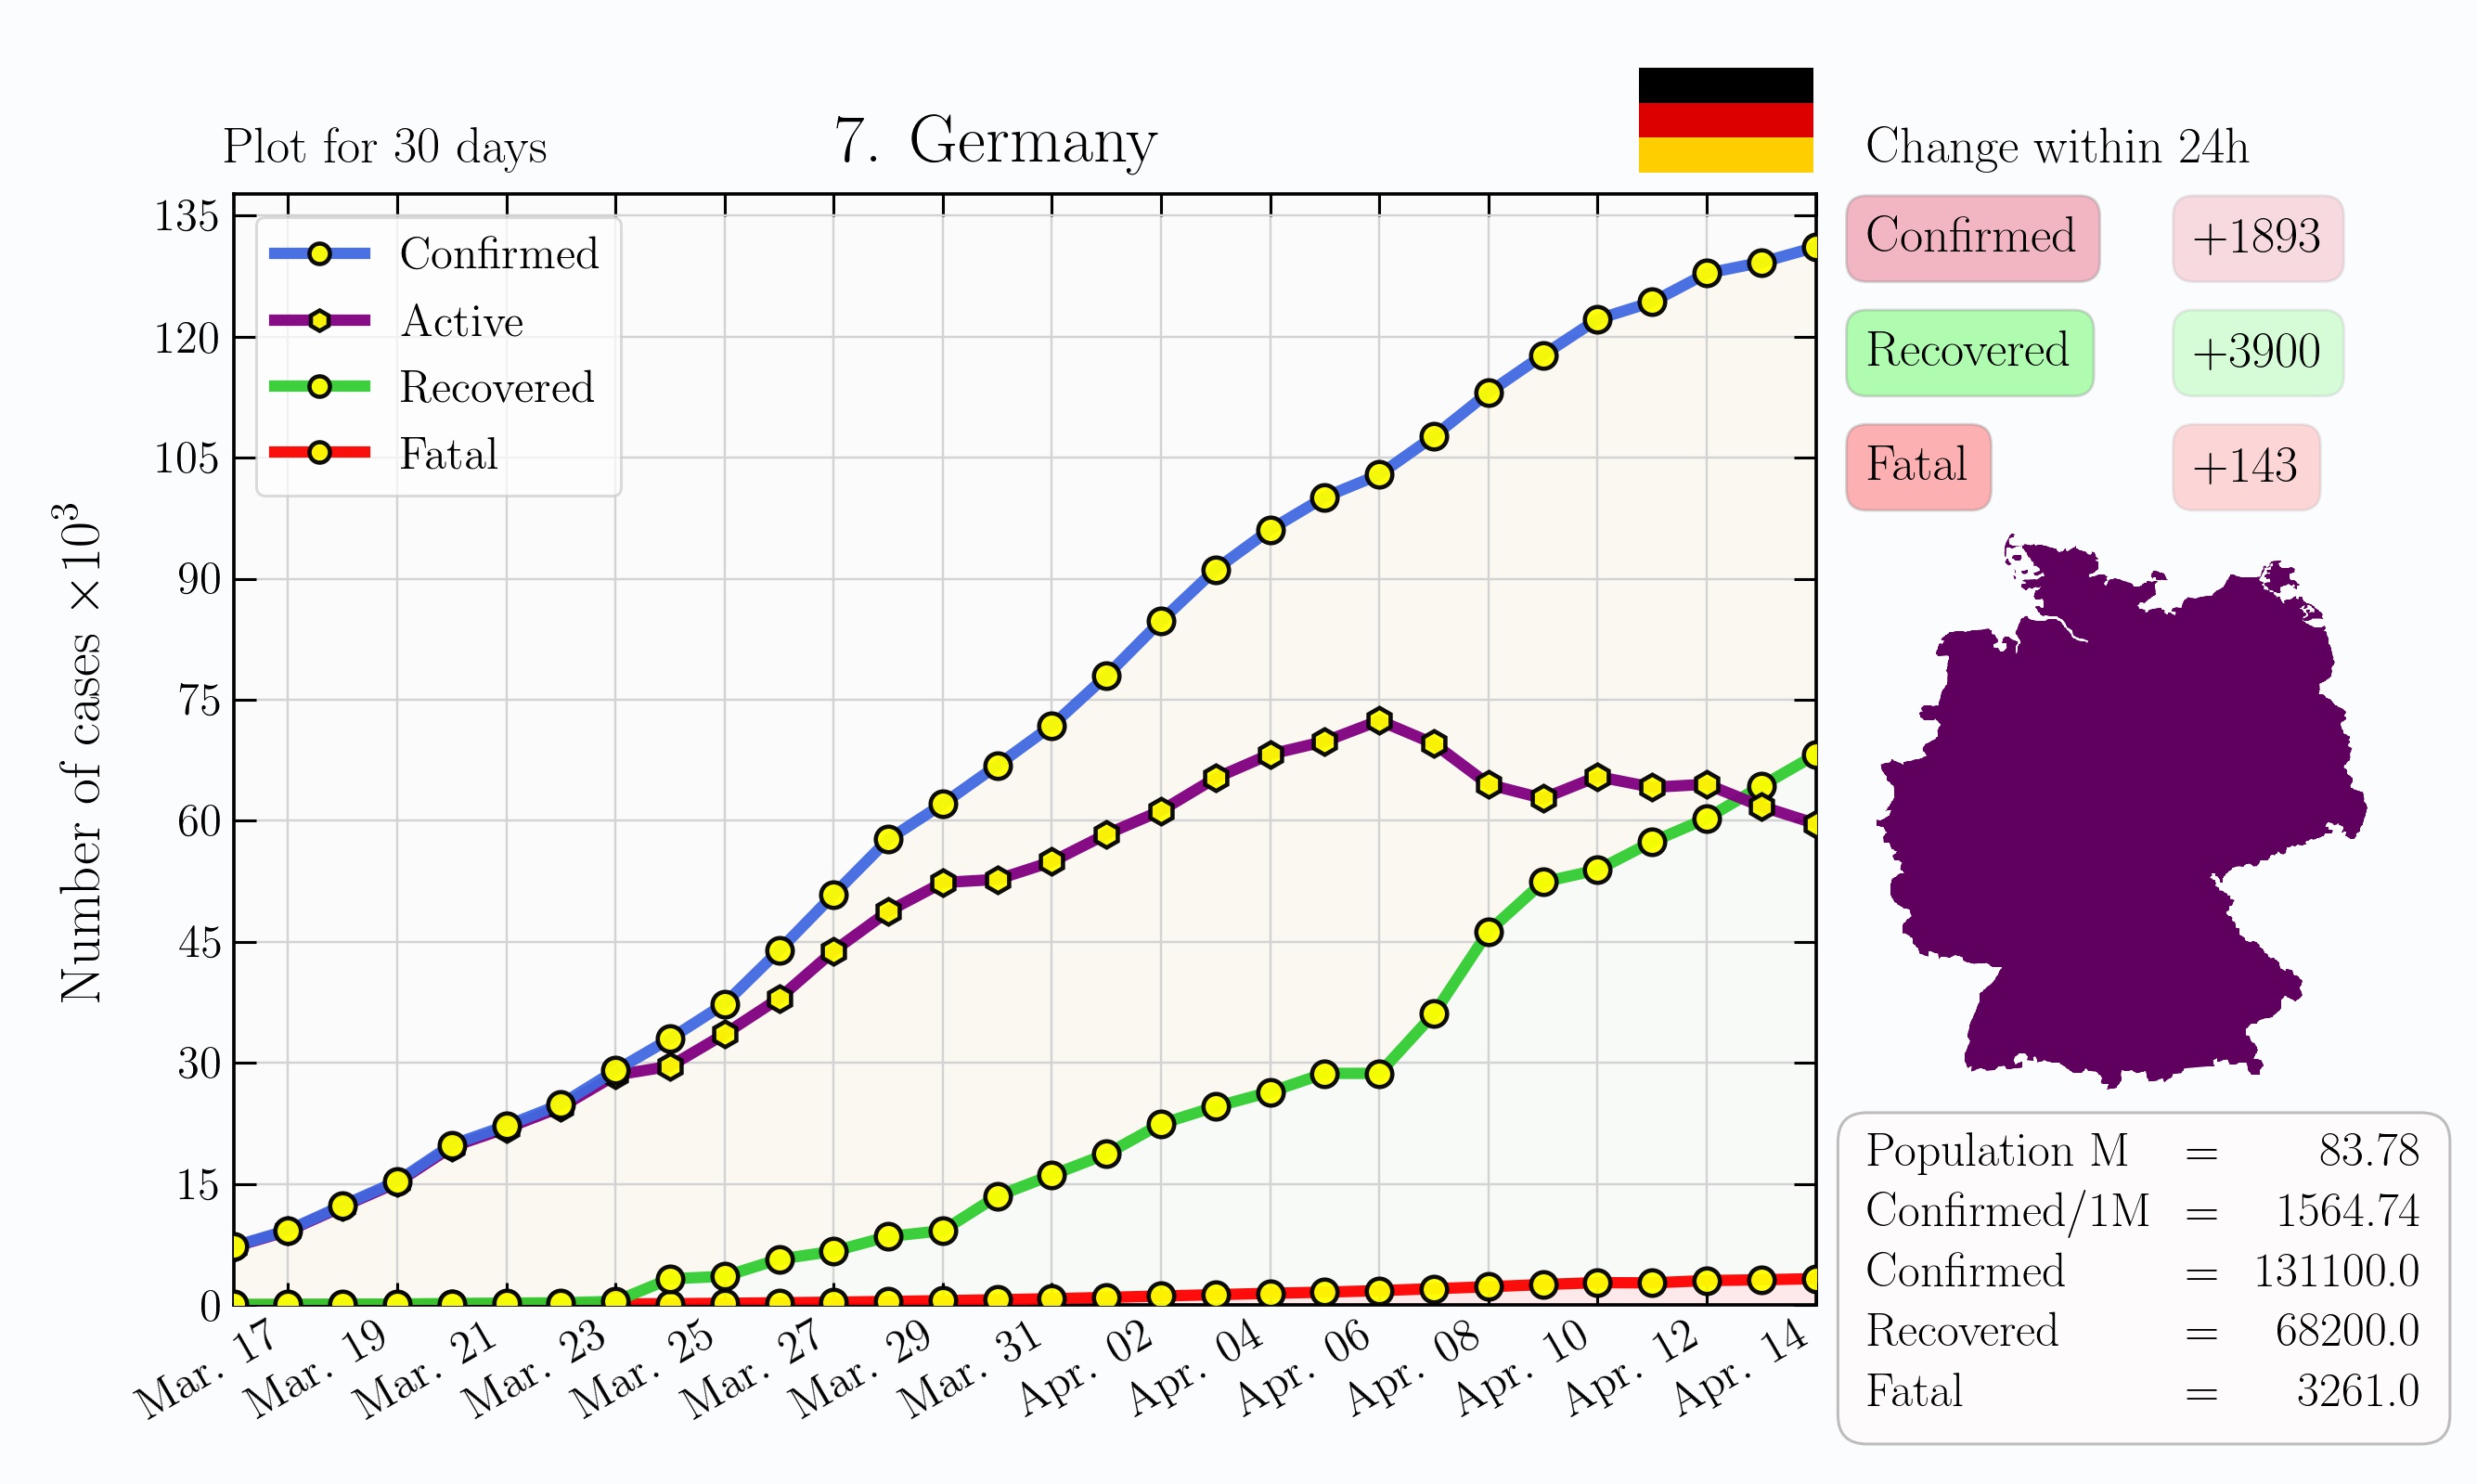 Plot for 30 days
7. Germany
Change within 24h
Confirmed +1893
Recovered +3900
Fatal +143
Confirmed
Active
Recovered
Fatal
Number of cases ×10³
135
120
105
90
75
60
45
30
15
0
Mar. 17
Mar. 19
Mar. 21
Mar. 23
Mar. 25
Mar. 27
Mar. 29
Mar. 31
Apr. 02
Apr. 04
Apr. 06
Apr. 08
Apr. 10
Apr. 12
Apr. 14
Population M = 83.78
Confirmed/1M = 1564.74
Confirmed = 131100.0
Recovered = 68200.0
Fatal = 3261.0